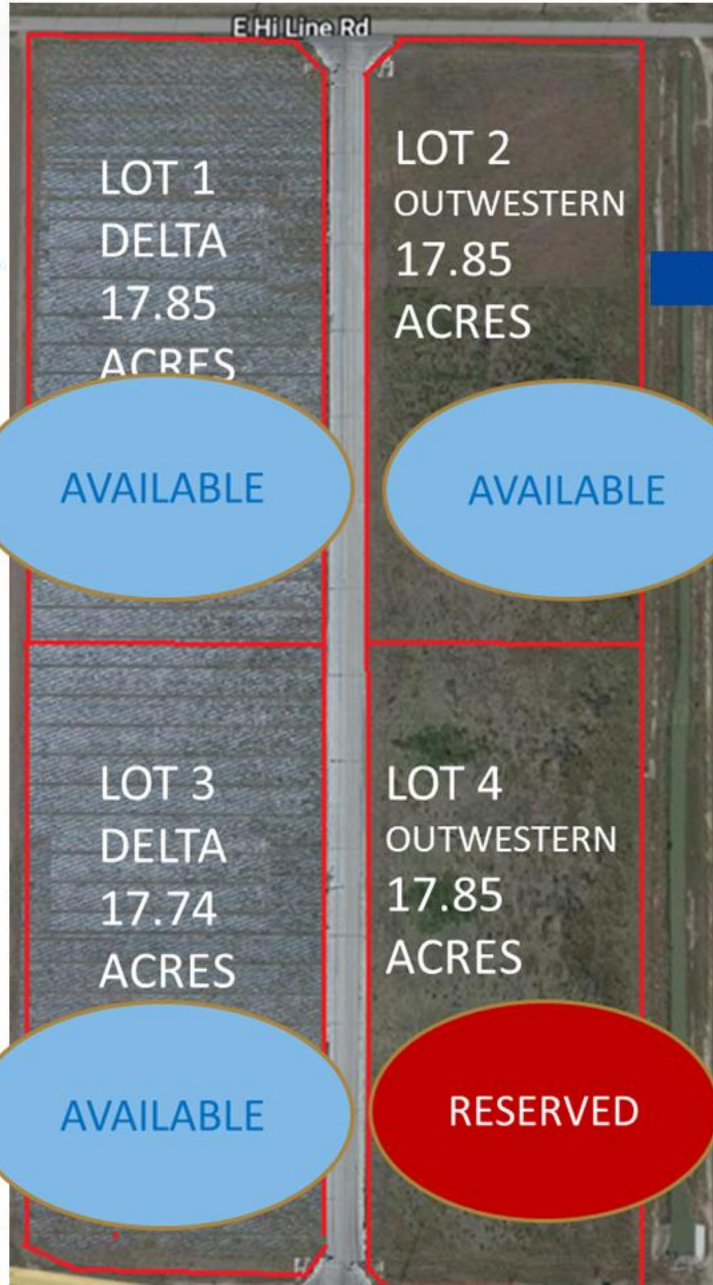 E Hi Line Rd
LOT 1
DELTA
17.85
ACRES
AVAILABLE
LOT 2
OUTWESTERN
17.85
ACRES
AVAILABLE
LOT 3
DELTA
17.74
ACRES
AVAILABLE
LOT 4
OUTWESTERN
17.85
ACRES
RESERVED